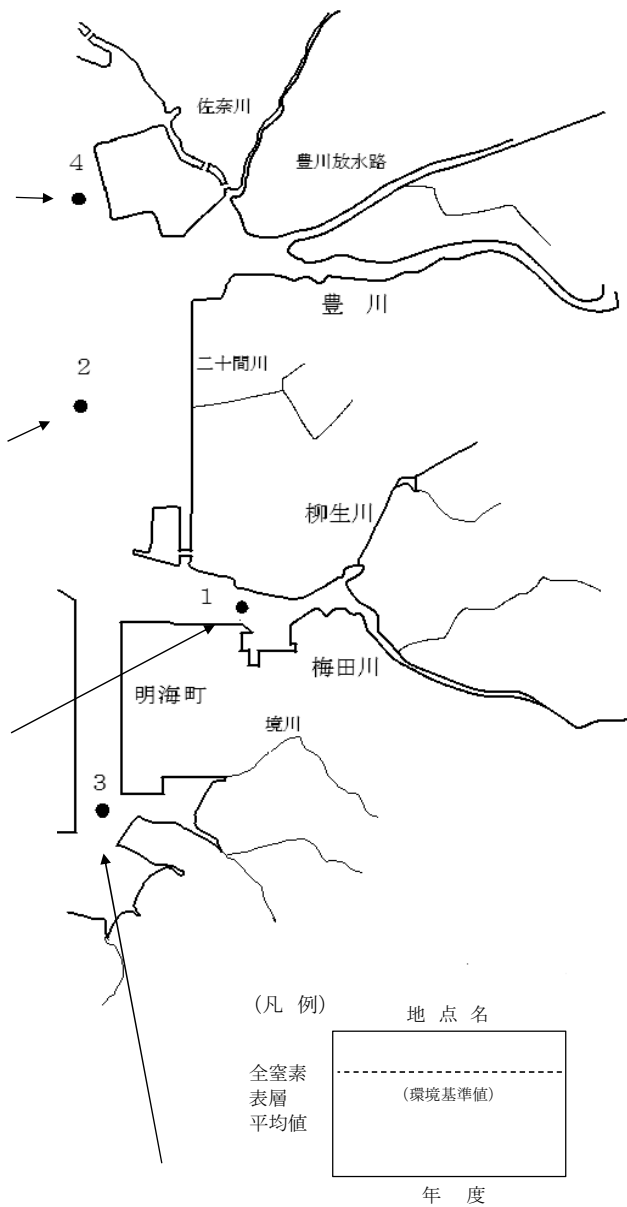 佐奈川
豊川放水路
4
豊　川
2
二十間川
柳生川
1
梅田川
明海町
境川
3
(凡 例)
地 点 名
全窒素
表層
平均値
(環境基準値)
年　度